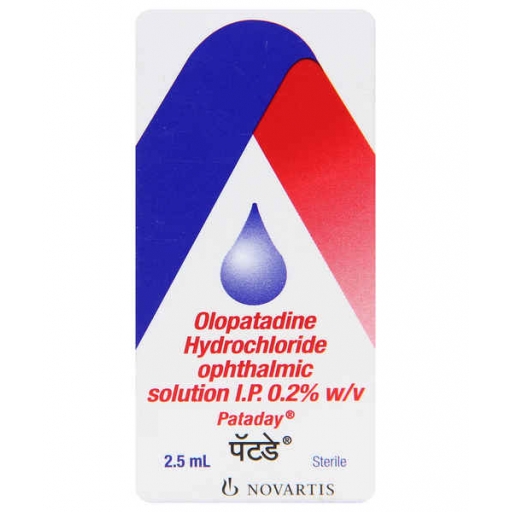 Olopatadine
Hydrochloride
ophthalmic
solution I.P. 0.2% w/v
Pataday®
पॅटडे®
2.5 mL Sterile
NOVARTIS